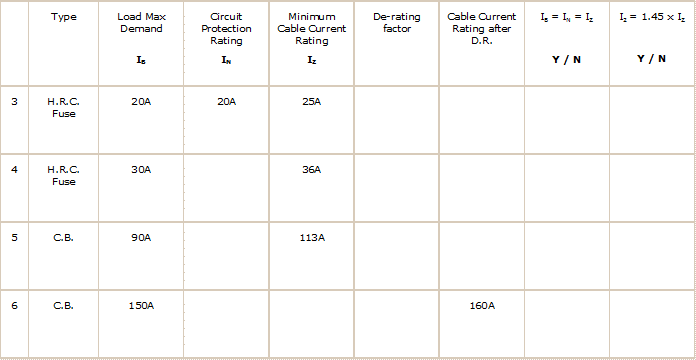 Type
Load Max
Demand
I_B
Circuit
Protection
Rating
I_N
Minimum
Cable Current
Rating
I_Z
De-rating
factor
Cable Current
Rating after
D.R.
I_B = I_N = I_Z
Y / N
I_2 = 1.45 x I_Z
Y / N
3
H.R.C.
Fuse
20A
20A
25A
4
H.R.C.
Fuse
30A
36A
5
C.B.
90A
113A
6
C.B.
150A
160A